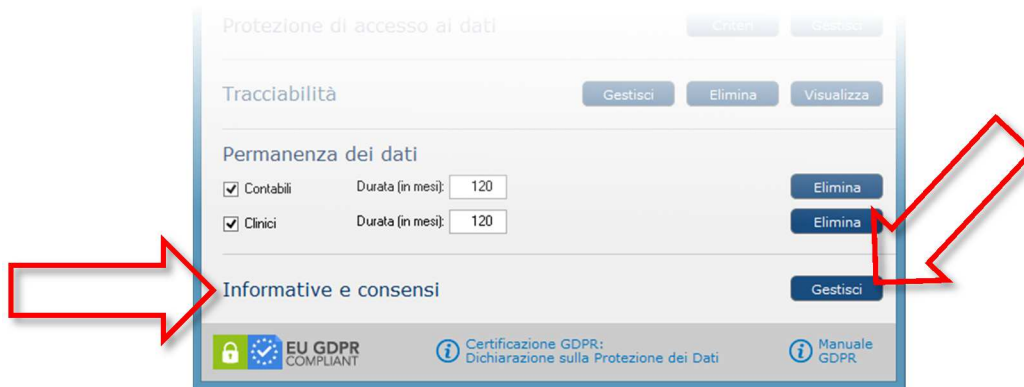 Protezione di accesso ai dati Criteri Gestisci
Tracciabilità Gestisci Elimina Visualizza
Permanenza dei dati
Contabili Durata (in mesi): 120 Elimina
Clinici Durata (in mesi): 120 Elimina
Informative e consensi Gestisci
EU GDPR
COMPLIANT
Certificazione GDPR:
Dichiarazione sulla Protezione dei Dati
Manuale
GDPR